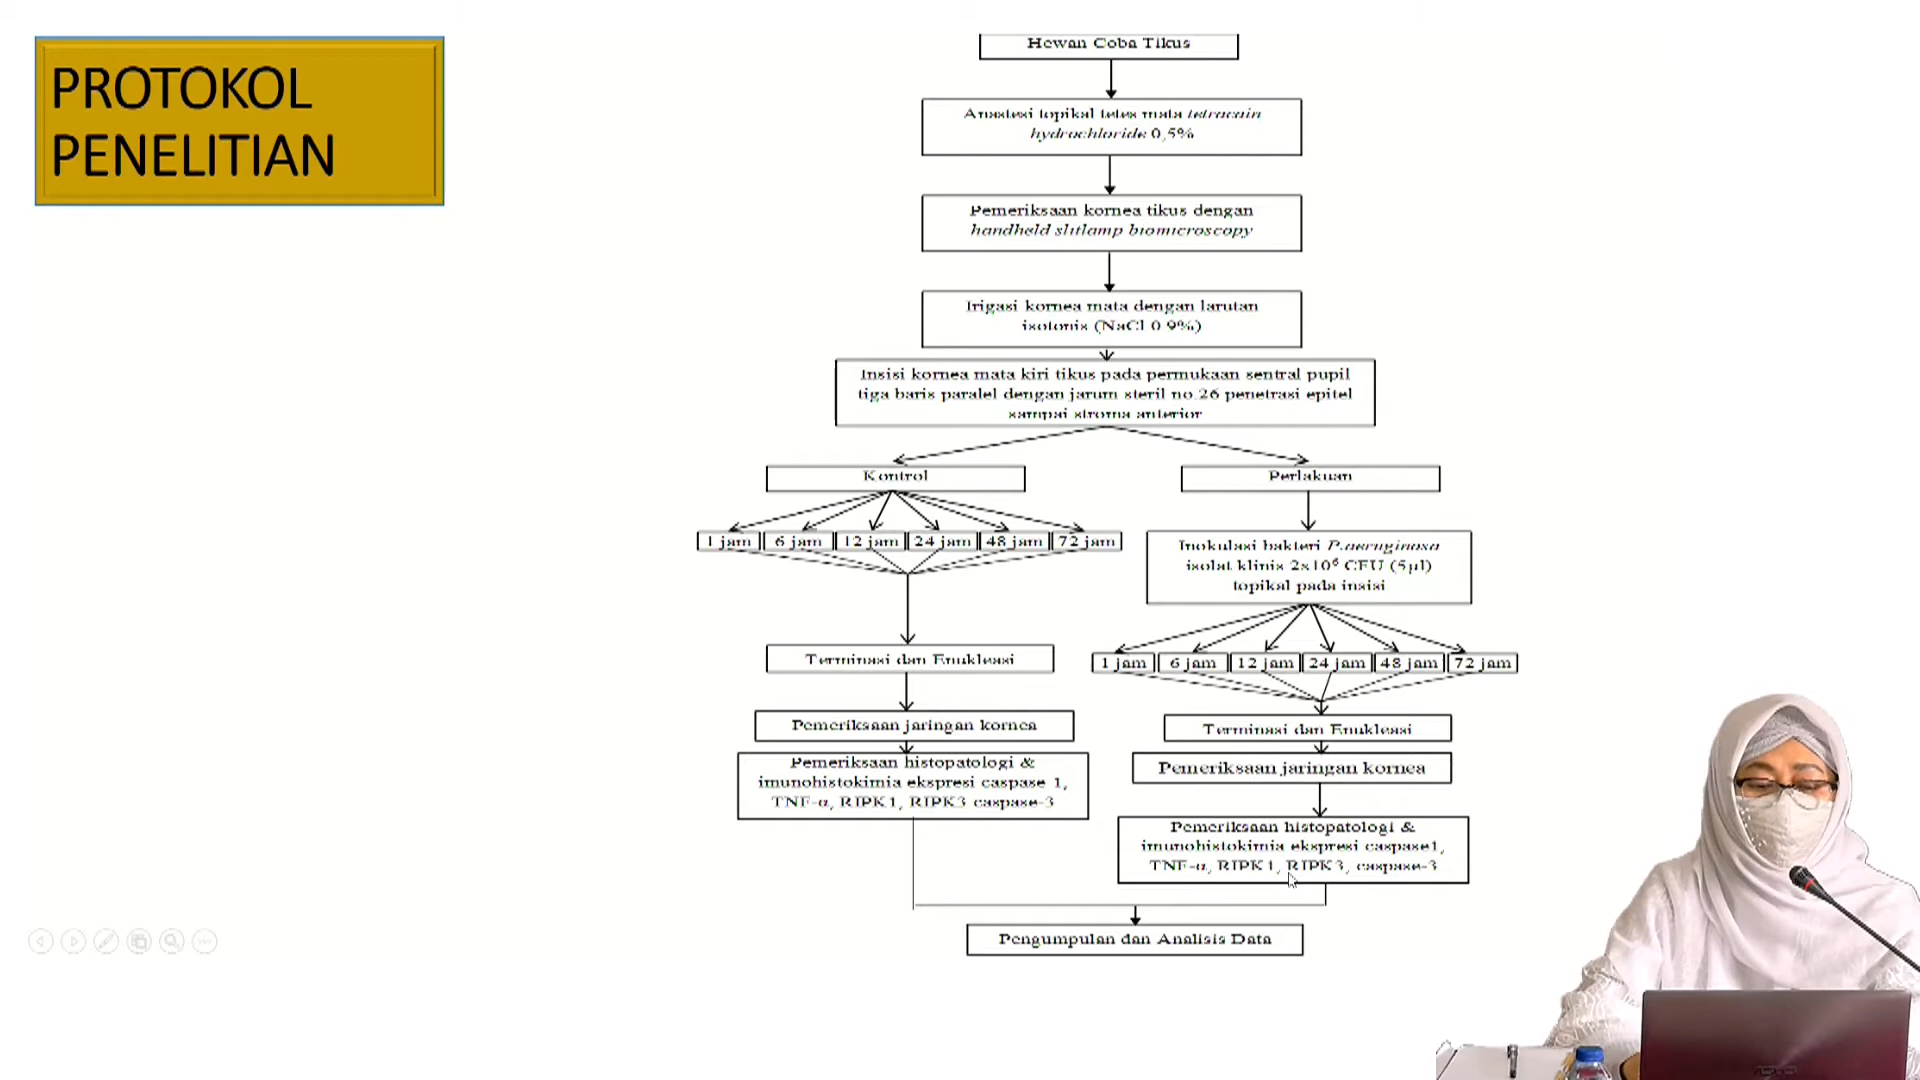 PROTOKOL
PENELITIAN
Hewan Coba Tikus
Anastesi topikal tetes mata tetracain
hydrochloride 0,5%
Pemeriksaan kornea tikus dengan
handheld slitlamp biomicroscopy
Irigasi kornea mata dengan larutan
isotonis (NaCl 0.9%)
Insisi kornea mata kiri tikus pada permukaan sentral pupil
tiga baris paralel dengan jarum steril no.26 penetrasi epitel
sampai stroma anterior
Kontrol
1 jam
6 jam
12 jam
24 jam
48 jam
72 jam
Terminasi dan Enukleasi
Pemeriksaan jaringan kornea
Pemeriksaan histopatologi &
imunohistokimia ekspresi caspase 1,
TNF-α, RIPK1, RIPK3 caspase-3
Perlakuan
Inokulasi bakteri P.aeruginosa
isolat klinis 2x10⁶ CFU (5µl)
topikal pada insisi
1 jam
6 jam
12 jam
24 jam
48 jam
72 jam
Terminasi dan Enukleasi
Pemeriksaan jaringan kornea
Pemeriksaan histopatologi &
imunohistokimia ekspresi caspase1,
TNF-α, RIPK1, RIPK3, caspase-3
Pengumpulan dan Analisis Data